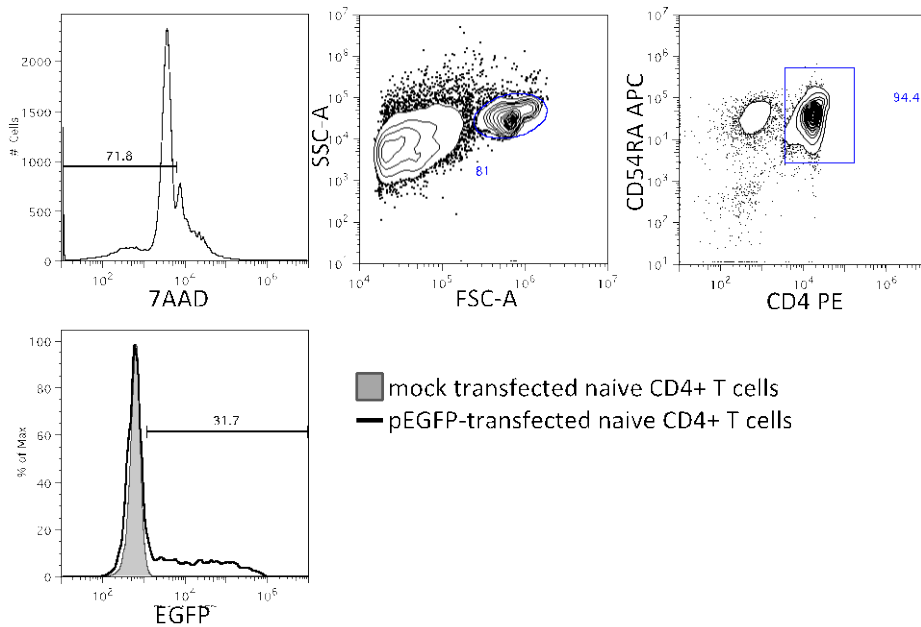 # Cells
2000
1500
1000
500
0
71.8
10² 10⁴ 10⁶
7AAD
SSC-A
10⁷
10⁶
10⁵
10⁴
10³
10²
10¹
81
10⁴ 10⁵ 10⁶ 10⁷
FSC-A
CD54RA APC
10⁷
10⁶
10⁵
10⁴
10³
10²
10¹
94.4
10² 10⁴ 10⁶
CD4 PE
% of Max
100
80
60
40
20
0
31.7
10² 10⁴ 10⁶
EGFP
mock transfected naive CD4+ T cells
pEGFP-transfected naive CD4+ T cells